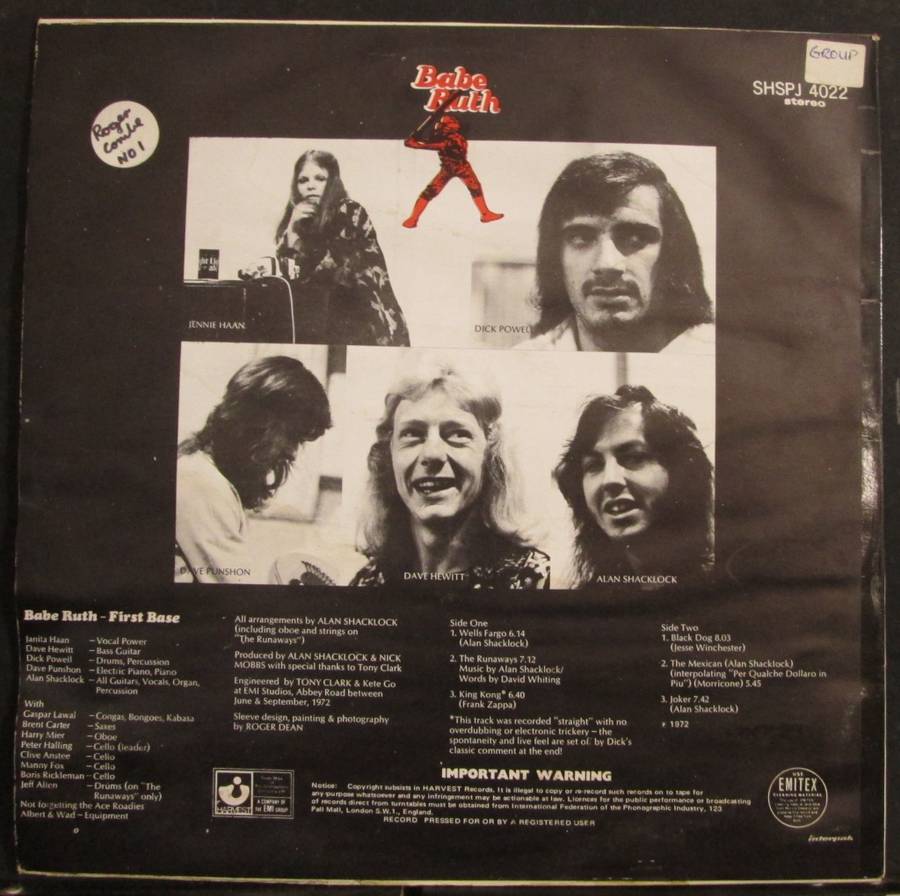 GROUP
Babe
Ruth
SHSPJ 4022
stereo
Roger
Combe
NO 1
JENNIE HAAN
DICK POWELL
DAVE PUNSHON
DAVE HEWITT
ALAN SHACKLOCK
Babe Ruth - First Base
Janita Haan – Vocal Power
Dave Hewitt – Bass Guitar
Dick Powell – Drums, Percussion
Dave Punshon – Electric Piano, Piano
Alan Shacklock – All Guitars, Vocals, Organ,
Percussion
With
Gaspar Lawal – Congas, Bongoes, Kabasa
Brent Carter – Saxes
Harry Mier – Oboe
Peter Halling – Cello (leader)
Clive Anstee – Cello
Manny Fox – Cello
Boris Rickleman – Cello
Jeff Allen – Drums (on "The
Runaways" only)
Not forgetting the Ace Roadies
Albert & Wad – Equipment
All arrangements by ALAN SHACKLOCK
(including oboe and strings on
"The Runaways")
Produced by ALAN SHACKLOCK & NICK
MOBBS with special thanks to Tony Clark
Engineered by TONY CLARK & Kete Go
at EMI Studios, Abbey Road between
June & September, 1972
Sleeve design, painting & photography
by ROGER DEAN
Side One
1. Wells Fargo 6.14
(Alan Shacklock)
2. The Runaways 7.12
Music by Alan Shacklock/
Words by David Whiting
3. King Kong* 6.40
(Frank Zappa)
*This track was recorded "straight" with no
overdubbing or electronic trickery – the
spontaneity and live feel are set of by Dick's
classic comment at the end!
Side Two
1. Black Dog 8.03
(Jesse Winchester)
2. The Mexican (Alan Shacklock)
(interpolating "Per Qualche Dollaro in
Piu") (Morricone) 5.45
3. Joker 7.42
(Alan Shacklock)
℗ 1972
HARVEST
A COMPANY OF
THE EMI GROUP
IMPORTANT WARNING
Notice: Copyright subsists in HARVEST Records. It is illegal to copy or re-record such records on to tape for
any purpose whatsoever and any infringement may be actionable at law. Licences for the public performance or broadcasting
of records direct from turntables must be obtained from International Federation of the Phonographic Industry, 123
Pall Mall, London S.W.1., England.
RECORD PRESSED FOR OR BY A REGISTERED USER
USE
EMITEX
CLEANING MATERIAL
interpak